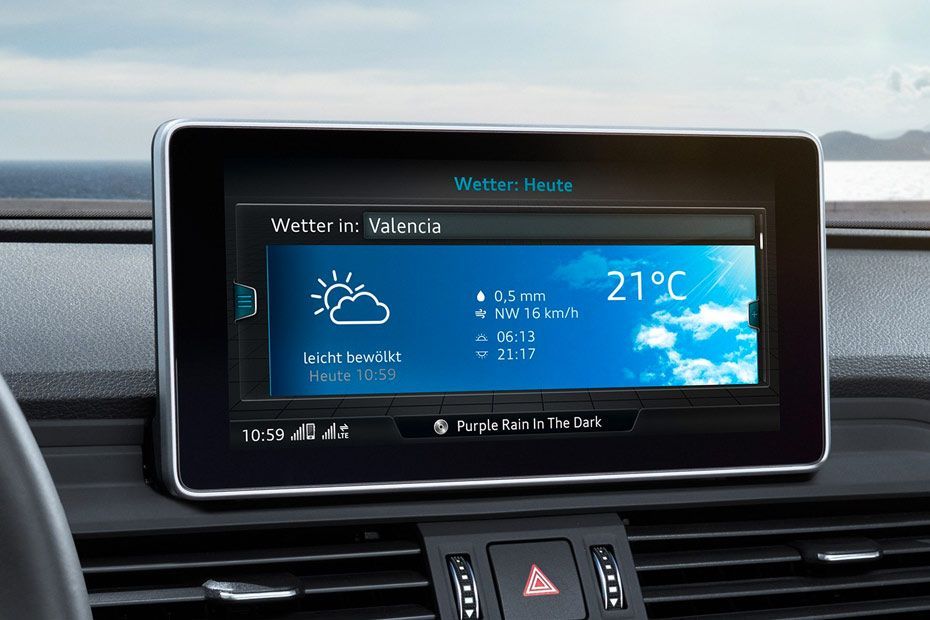 Wetter: Heute
Wetter in: Valencia
21°C
0,5 mm
NW 16 km/h
06:13
21:17
leicht bewölkt
Heute 10:59
10:59 LTE
Purple Rain In The Dark